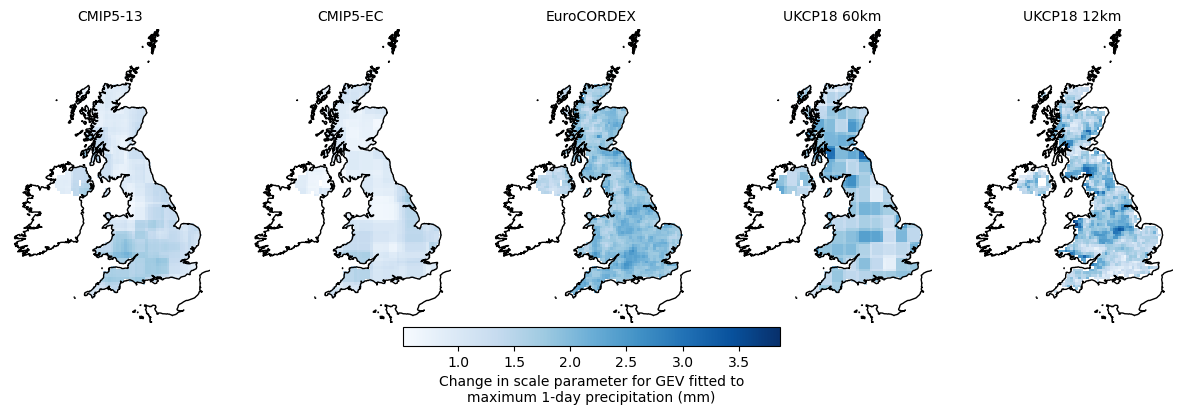 CMIP5-13
CMIP5-EC
EuroCORDEX
UKCP18 60km
UKCP18 12km
1.0 1.5 2.0 2.5 3.0 3.5
Change in scale parameter for GEV fitted to
maximum 1-day precipitation (mm)